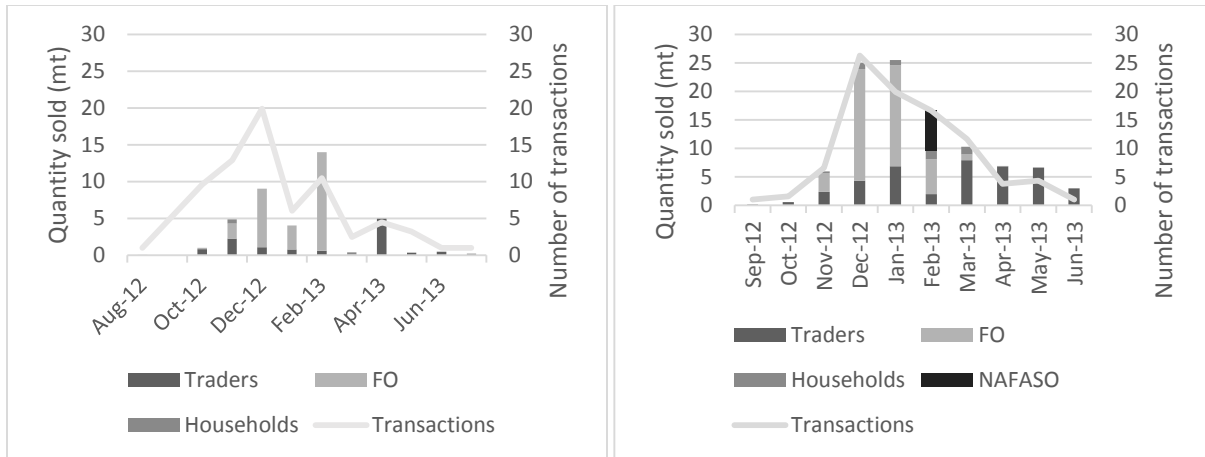 Quantity sold (mt)
30
25
20
15
10
5
0
30
25
20
15
10
5
0
Number of transactions
Aug-12
Oct-12
Dec-12
Feb-13
Apr-13
Jun-13
Traders
FO
Households
Transactions
Quantity sold (mt)
30
25
20
15
10
5
0
30
25
20
15
10
5
0
Number of transactions
Sep-12
Oct-12
Nov-12
Dec-12
Jan-13
Feb-13
Mar-13
Apr-13
May-13
Jun-13
Traders
FO
Households
NAFASO
Transactions